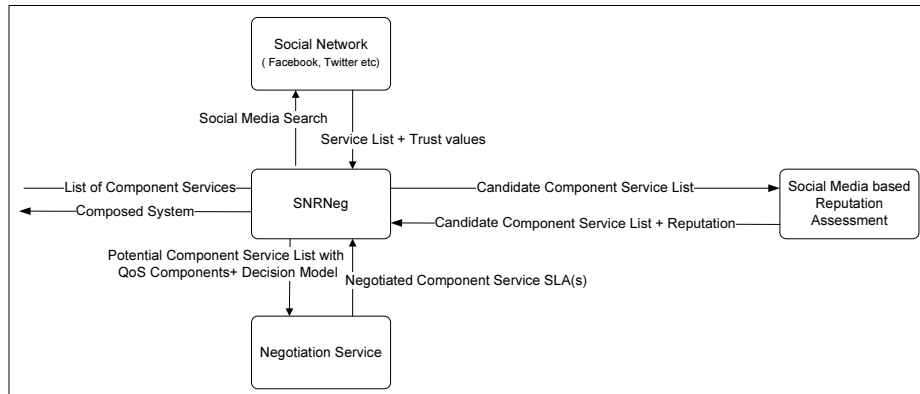 Social Network
( Facebook, Twitter etc)
Social Media Search
Service List + Trust values
List of Component Services
Composed System
SNRNeg
Candidate Component Service List
Candidate Component Service List + Reputation
Social Media based
Reputation
Assessment
Potential Component Service List with
QoS Components+ Decision Model
Negotiated Component Service SLA(s)
Negotiation Service